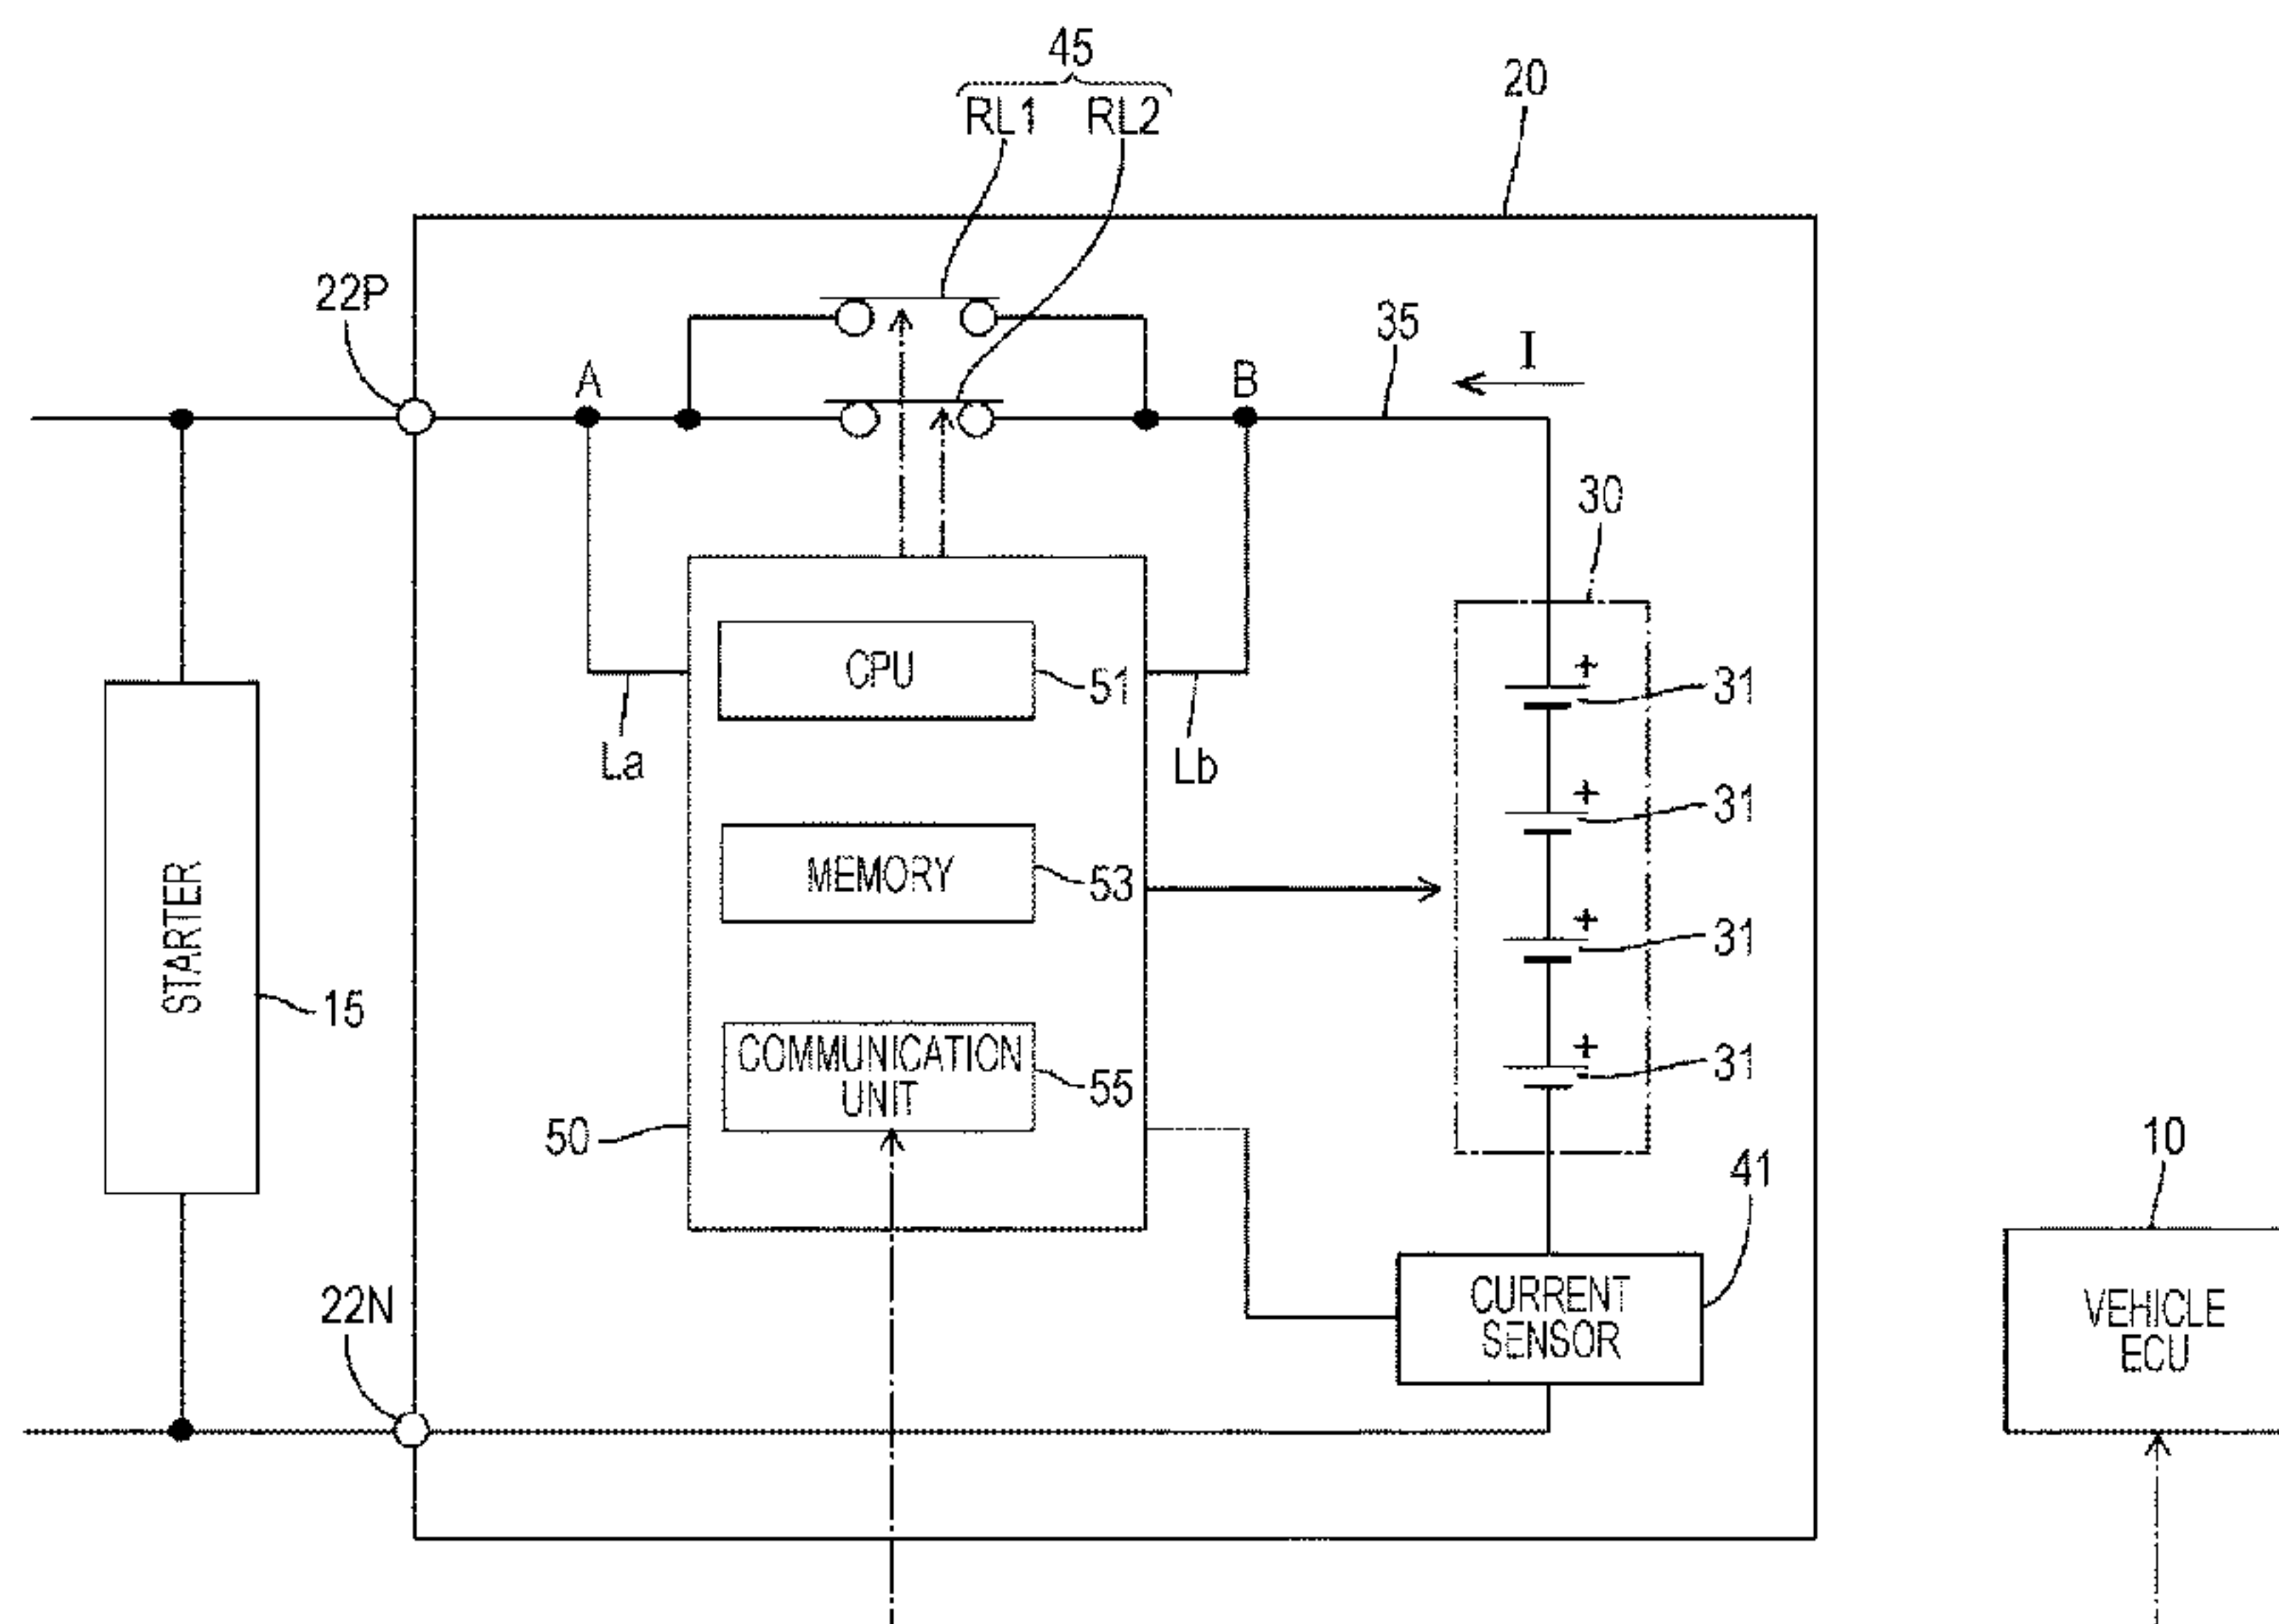 45
RL1 RL2
20
22P
A
B
35
I
30
CPU
51
La
Lb
+
31
+
31
+
31
+
31
MEMORY
53
STARTER
15
COMMUNICATION
UNIT
55
50
41
10
22N
CURRENT
SENSOR
VEHICLE
ECU